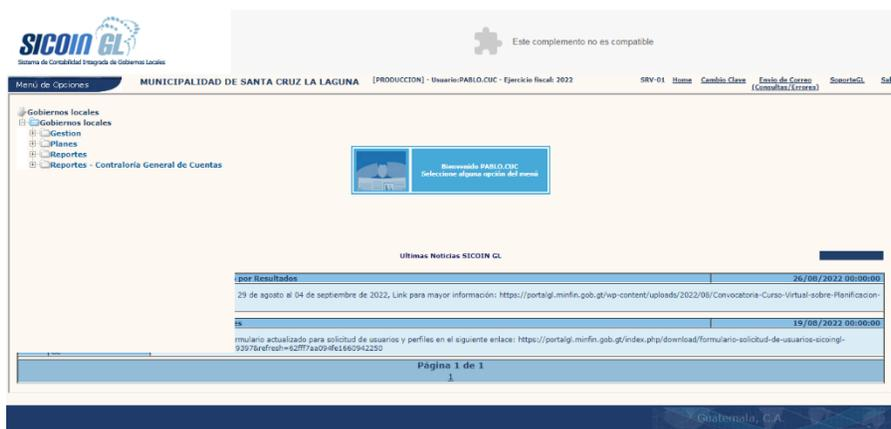 SICOIN GL
Sistema de Contabilidad Integrada de Gobiernos Locales
Este complemento no es compatible
Menú de Opciones
MUNICIPALIDAD DE SANTA CRUZ LA LAGUNA
[PRODUCCION] - Usuario:PABLO.CUC - Ejercicio fiscal: 2022
SRV-01 Home Cambio Clave Envío de Correo (Consultas/Errores) SoporteGL Sal
Gobiernos locales
Gobiernos locales
Gestion
Planes
Reportes
Reportes - Contraloría General de Cuentas
Bienvenido PABLO.CUC
Seleccione alguna opción del menú
Ultimas Noticias SICOIN GL
por Resultados 26/08/2022 00:00:00
29 de agosto al 04 de septiembre de 2022, Link para mayor información: https://portalgl.minfin.gob.gt/wp-content/uploads/2022/08/Convocatoria-Curso-Virtual-sobre-Planificacion-
es 19/08/2022 00:00:00
rmulario actualizado para solicitud de usuarios y perfiles en el siguiente enlace: https://portalgl.minfin.gob.gt/index.php/download/formulario-solicitud-de-usuarios-sicoingl-
9397&refresh=62fff7aa094fe1660942250
Página 1 de 1
1
Guatemala, C.A.